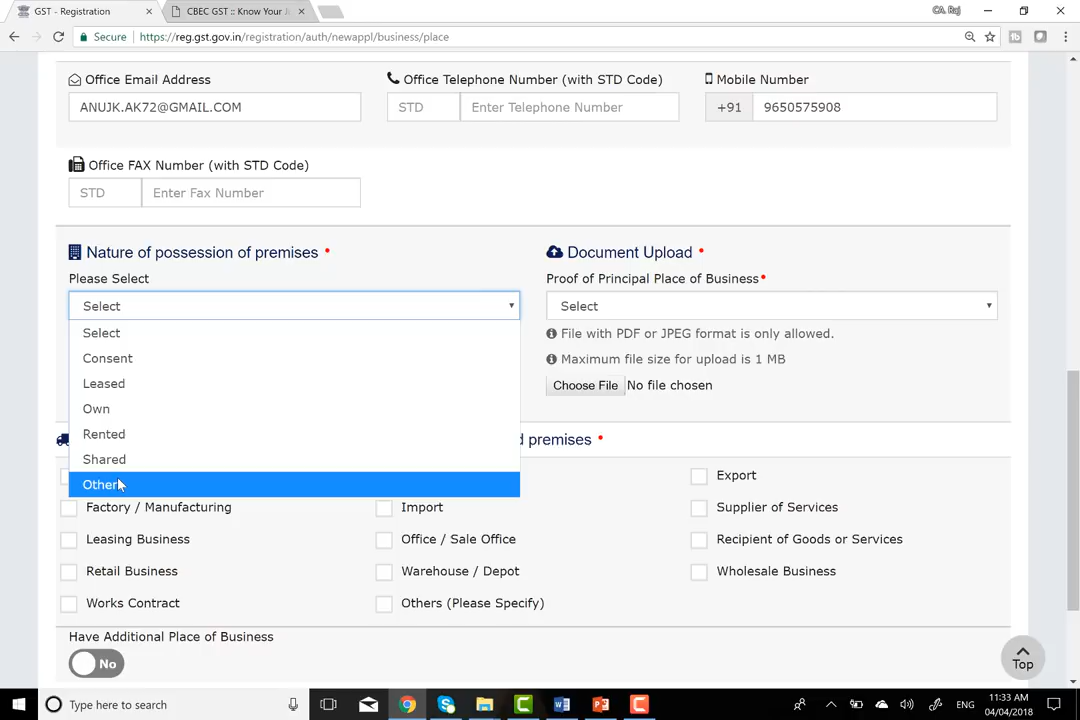 GST - Registration
CBEC GST :: Know Your J
CA. Raj
Secure
https://reg.gst.gov.in/registration/auth/newappl/business/place
Office Email Address
Office Telephone Number (with STD Code)
Mobile Number
ANUJK.AK72@GMAIL.COM
STD
Enter Telephone Number
+91
9650575908
Office FAX Number (with STD Code)
STD
Enter Fax Number
Nature of possession of premises •
Document Upload •
Please Select
Proof of Principal Place of Business•
Select
Select
Select
File with PDF or JPEG format is only allowed.
Consent
Maximum file size for upload is 1 MB
Leased
Choose File No file chosen
Own
Rented
d premises •
Shared
Export
Other
Factory / Manufacturing
Import
Supplier of Services
Leasing Business
Office / Sale Office
Recipient of Goods or Services
Retail Business
Warehouse / Depot
Wholesale Business
Works Contract
Others (Please Specify)
Have Additional Place of Business
No
Top
Type here to search
ENG
11:33 AM
04/04/2018